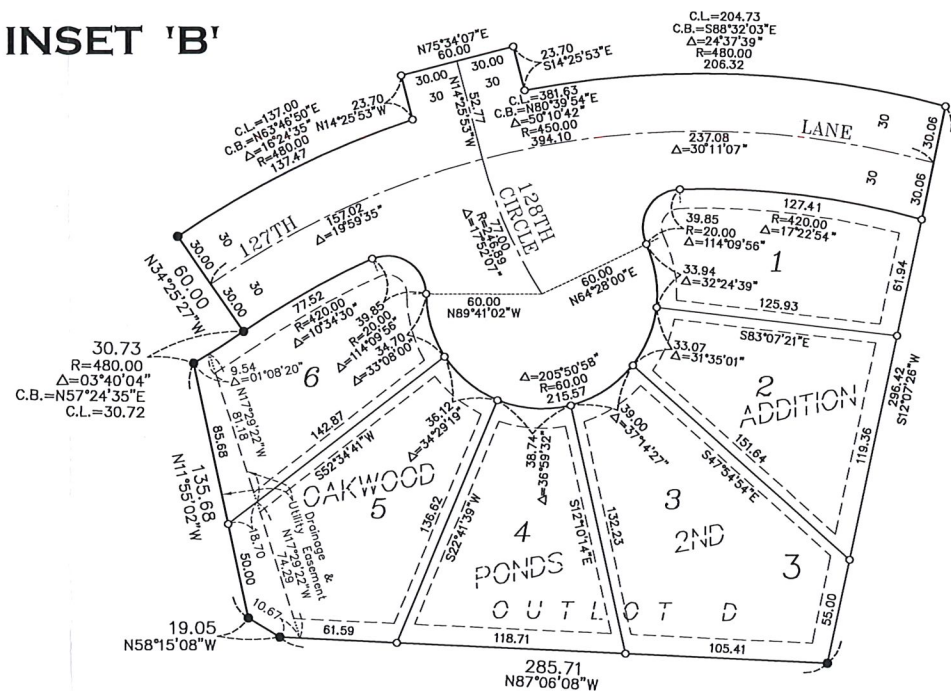 INSET 'B'
C.L.=204.73
C.B.=S88°32'03"E
Δ=24°37'39"
R=480.00
206.32
N75°34'07"E
60.00
30.00
30.00
30
30
23.70
S14°25'53"E
C.L.=137.00
C.B.=N63°46'50"E
Δ=16°24'35"
R=480.00
137.47
23.70
N14°25'53"W
52.77
N14°25'53"W
C.L.=381.63
C.B.=N80°39'54"E
Δ=50°10'42"
R=450.00
394.10
237.08
Δ=30°11'07"
LANE
30
30
30.06
30.06
127TH
157.02
Δ=19°59'35"
128TH
CIRCLE
77.00
R=246.89
Δ=17°52'07"
30.00
30
30.00
30
60.00
N34°25'27"W
127.41
R=420.00
Δ=17°22'54"
39.85
R=20.00
Δ=114°09'56"
1
61.94
33.94
Δ=32°24'39"
125.93
60.00
N64°28'00"E
60.00
N89°41'02"W
77.52
R=420.00
Δ=10°34'30"
39.85
R=20.00
Δ=114°09'56"
34.70
Δ=33°08'00"
S83°07'21"E
33.07
Δ=31°35'01"
30.73
R=480.00
Δ=03°40'04"
C.B.=N57°24'35"E
C.L.=30.72
9.54
Δ=01°08'20"
6
Δ=205°50'58"
R=60.00
215.57
2
ADDITION
296.42
S12°07'26"W
119.36
N17°29'22"W
81.18
85.68
135.68
N11°55'02"W
142.87
S52°34'41"W
36.12
Δ=34°29'19"
38.74
Δ=36°59'32"
39.00
Δ=37°14'27"
151.64
S47°54'54"E
OAKWOOD
5
136.62
S22°41'39"W
4
PONDS
S12°10'14"E
132.23
3
2ND
3
Drainage &
Utility Easement
N17°29'22"W
74.29
18.70
50.00
OUTLOT D
55.00
10.67
19.05
N58°15'08"W
61.59
118.71
105.41
285.71
N87°06'08"W